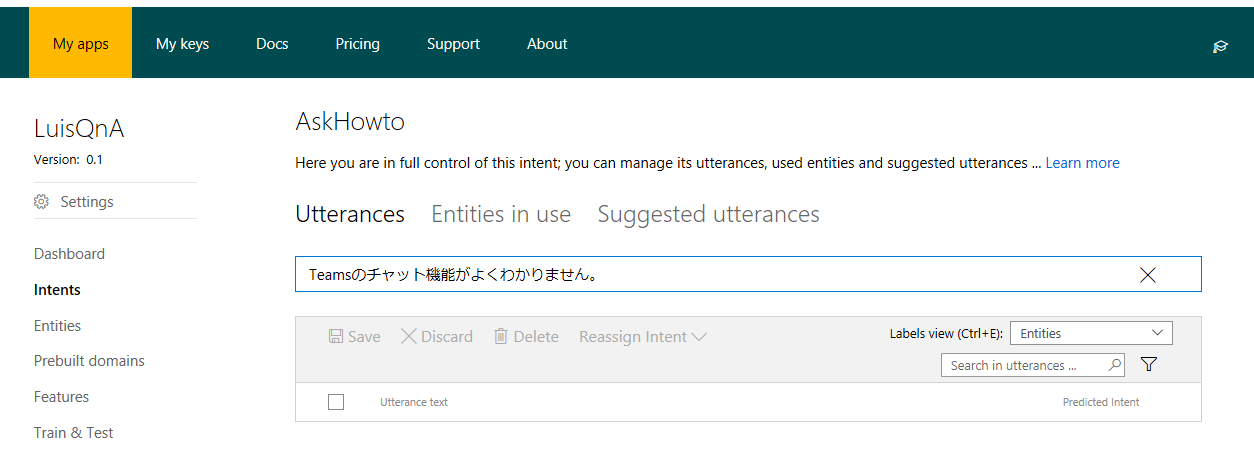 My apps My keys Docs Pricing Support About
LuisQnA
Version: 0.1
Settings
Dashboard
Intents
Entities
Prebuilt domains
Features
Train & Test
AskHowto
Here you are in full control of this intent; you can manage its utterances, used entities and suggested utterances ... Learn more
Utterances Entities in use Suggested utterances
Teamsのチャット機能がよくわかりません。
Save Discard Delete Reassign Intent Labels view (Ctrl+E): Entities
Search in utterances ...
Utterance text Predicted Intent